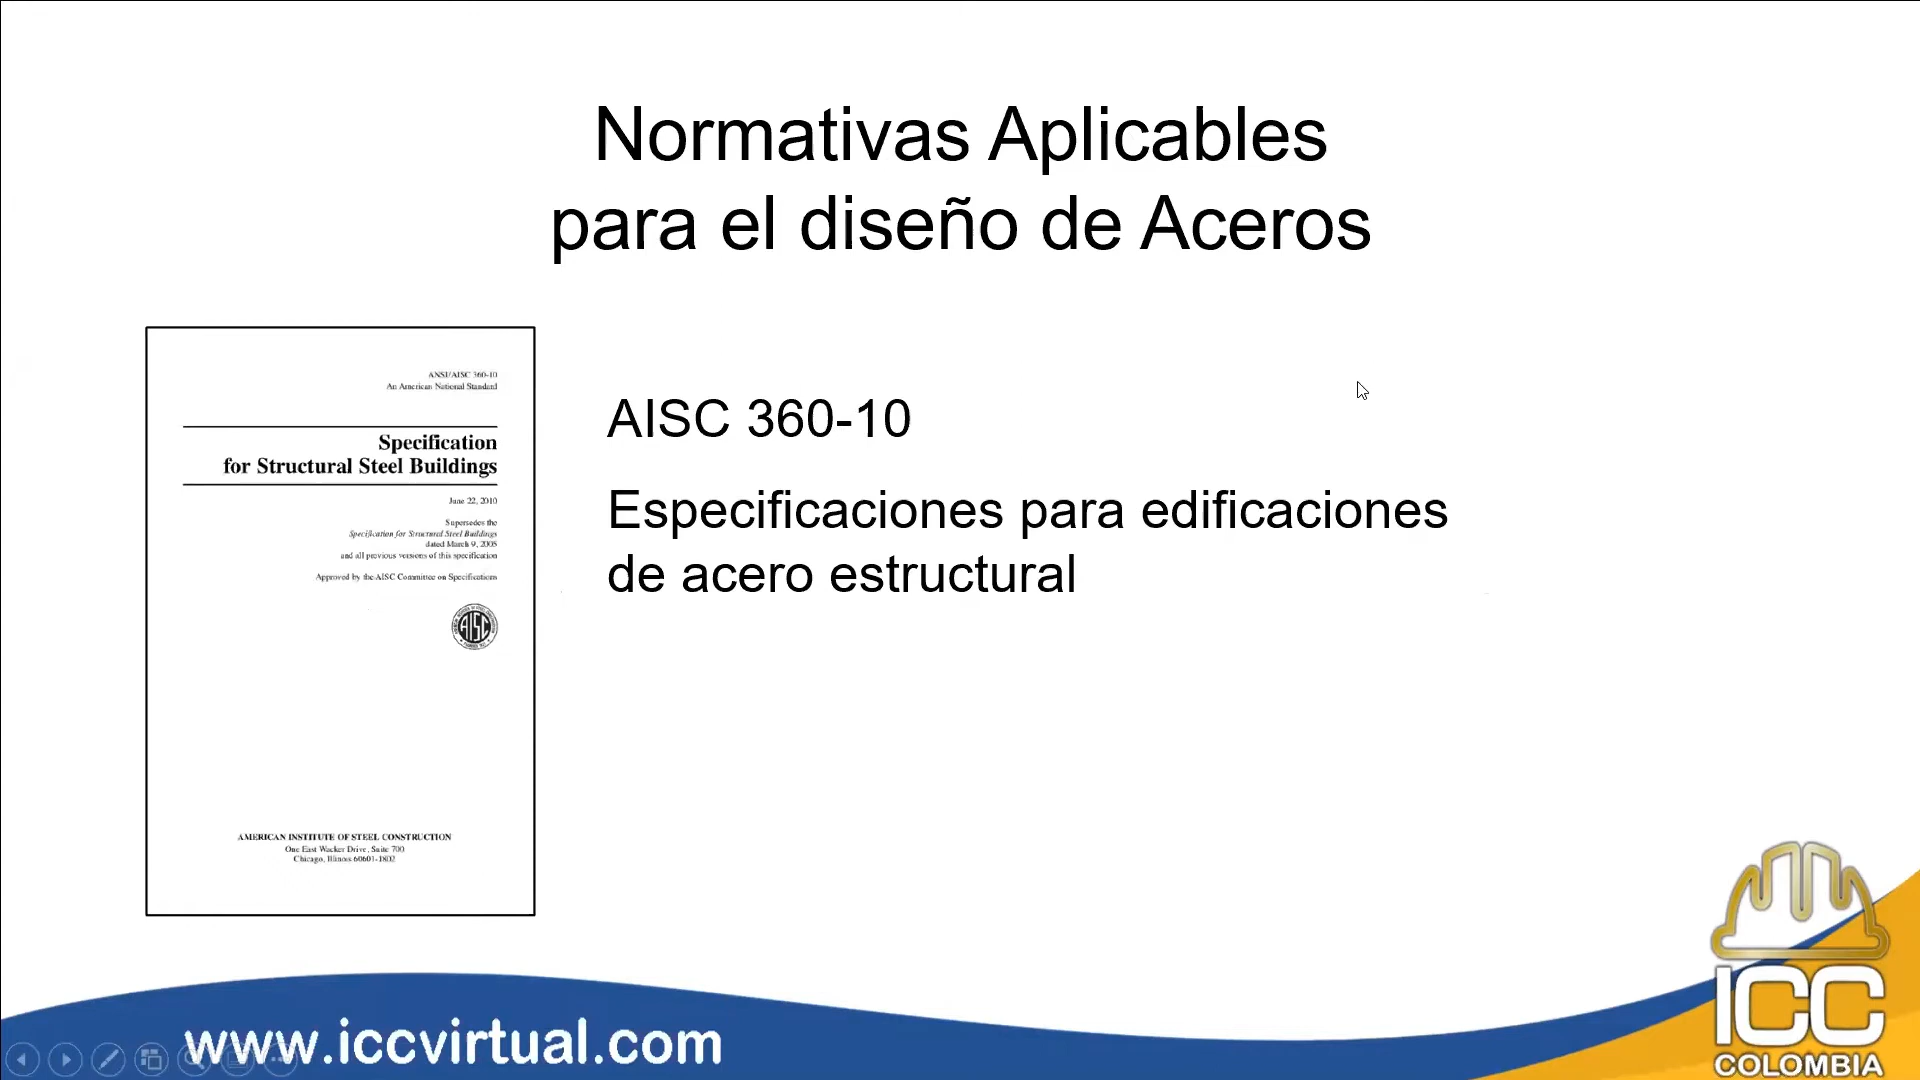 Normativas Aplicables
para el diseño de Aceros
ANSI/AISC 360-10
An American National Standard
Specification
for Structural Steel Buildings
June 22, 2010
Supersedes the
Specification for Structural Steel Buildings
dated March 9, 2005
and all previous versions of this specification
Approved by the AISC Committee on Specifications
AISC
AMERICAN INSTITUTE OF STEEL CONSTRUCTION
One East Wacker Drive, Suite 700
Chicago, Illinois 60601-1802
AISC 360-10
Especificaciones para edificaciones
de acero estructural
www.iccvirtual.com
ICC
COLOMBIA